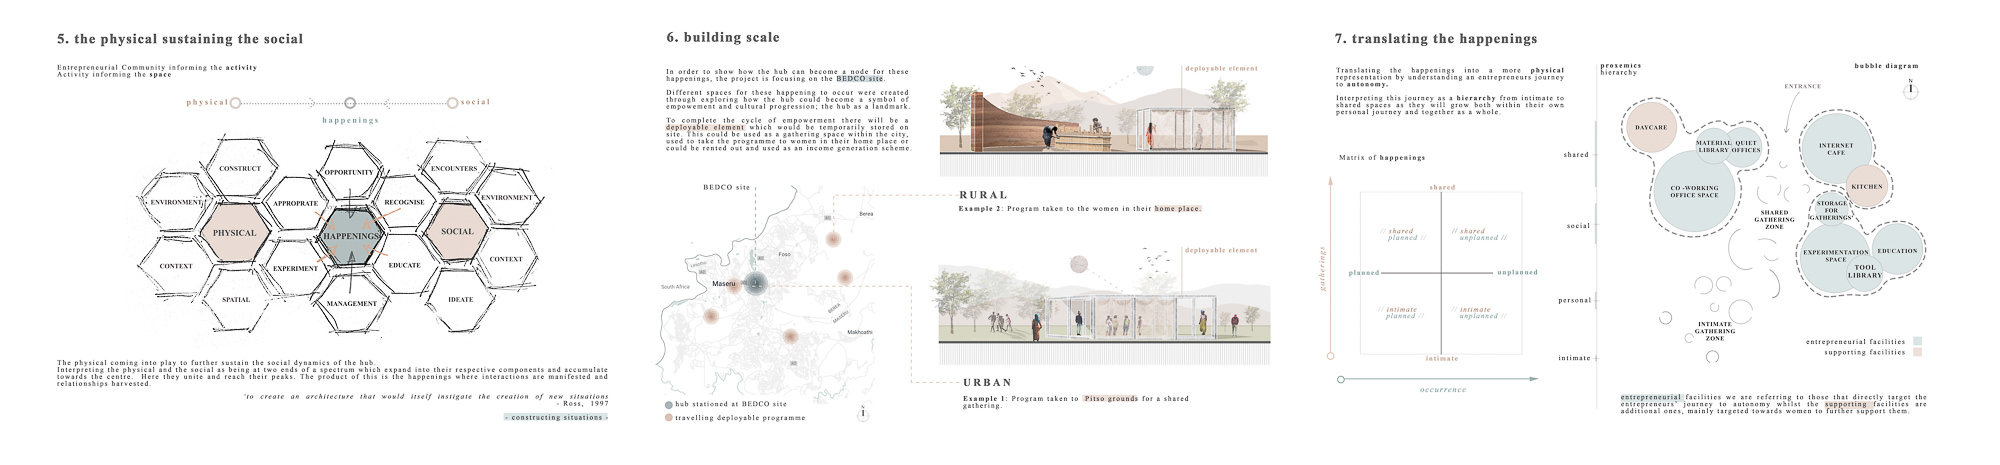 5. the physical sustaining the social
Entrepreneurial Community informing the activity
Activity informing the space
physical
social
happenings
CONSTRUCT
OPPORTUNITY
ENCOUNTERS
ENVIRONMENT
APPROPRATE
RECOGNISE
ENVIRONMENT
PHYSICAL
HAPPENINGS
SOCIAL
CONTEXT
EXPERIMENT
EDUCATE
CONTEXT
SPATIAL
MANAGEMENT
IDEATE
The physical coming into play to further sustain the social dynamics of the hub.
Interpreting the physical and the social as being at two ends of a spectrum which expand into their respective components and accumulate
towards the centre. Here they unite and reach their peaks. The product of this is the happenings where interactions are manifested and
relationships harvested.
'to create an architecture that would itself instigate the creation of new situations
- Ross, 1997
- constructing situations -
6. building scale
In order to show how the hub can become a node for these
happenings, the project is focusing on the BEDCO site.
Different spaces for these happening to occur were created
through exploring how the hub could become a symbol of
empowerment and cultural progression; the hub as a landmark.
To complete the cycle of empowerment there will be a
deployable element which would be temporarily stored on
site. This could be used as a gathering space within the city,
used to take the programme to women in their home place or
could be rented out and used as an income generation scheme.
deployable element
BEDCO site
RURAL
Example 2: Program taken to the women in their home place.
Berea
Foso
Lesotho
South Africa
Maseru
BEREA
MASERU
Makhoathi
deployable element
hub stationed at BEDCO site
travelling deployable programme
N
URBAN
Example 1: Program taken to Pitso grounds for a shared
gathering.
7. translating the happenings
Translating the happenings into a more physical
representation by understanding an entrepreneurs journey
to autonomy.
Interpreting this journey as a hierarchy from intimate to
shared spaces as they will grow both within their own
personal journey and together as a whole.
Matrix of happenings
shared
// shared
planned //
// shared
unplanned //
planned
unplanned
// intimate
planned //
// intimate
unplanned //
intimate
gatherings
occurrence
proxemics
hierarchy
bubble diagram
N
ENTRANCE
shared
social
personal
intimate
DAYCARE
MATERIAL
LIBRARY
QUIET
OFFICES
INTERNET
CAFE
CO -WORKING
OFFICE SPACE
KITCHEN
STORAGE
FOR
GATHERINGS
SHARED
GATHERING
ZONE
EXPERIMENTATION
SPACE
EDUCATION
TOOL
LIBRARY
INTIMATE
GATHERING
ZONE
entrepreneurial facilities
supporting facilities
entrepreneurial facilities we are referring to those that directly target the
entrepreneurs' journey to autonomy whilst the supporting facilities are
additional ones, mainly targeted towards women to further support them.